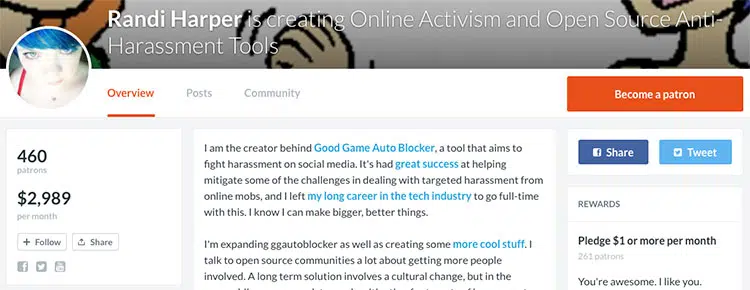 Randi Harper is creating Online Activism and Open Source Anti-
Harassment Tools
Overview
Posts
Community
Become a patron
460
patrons
$2,989
per month
+ Follow
Share
I am the creator behind Good Game Auto Blocker, a tool that aims to
fight harassment on social media. It's had great success at helping
mitigate some of the challenges in dealing with targeted harassment from
online mobs, and I left my long career in the tech industry to go full-time
with this. I know I can make bigger, better things.
I'm expanding ggautoblocker as well as creating some more cool stuff. I
talk to open source communities a lot about getting more people
involved. A long term solution involves a cultural change, but in the
Share
Tweet
REWARDS
Pledge $1 or more per month
261 patrons
You're awesome. I like you.